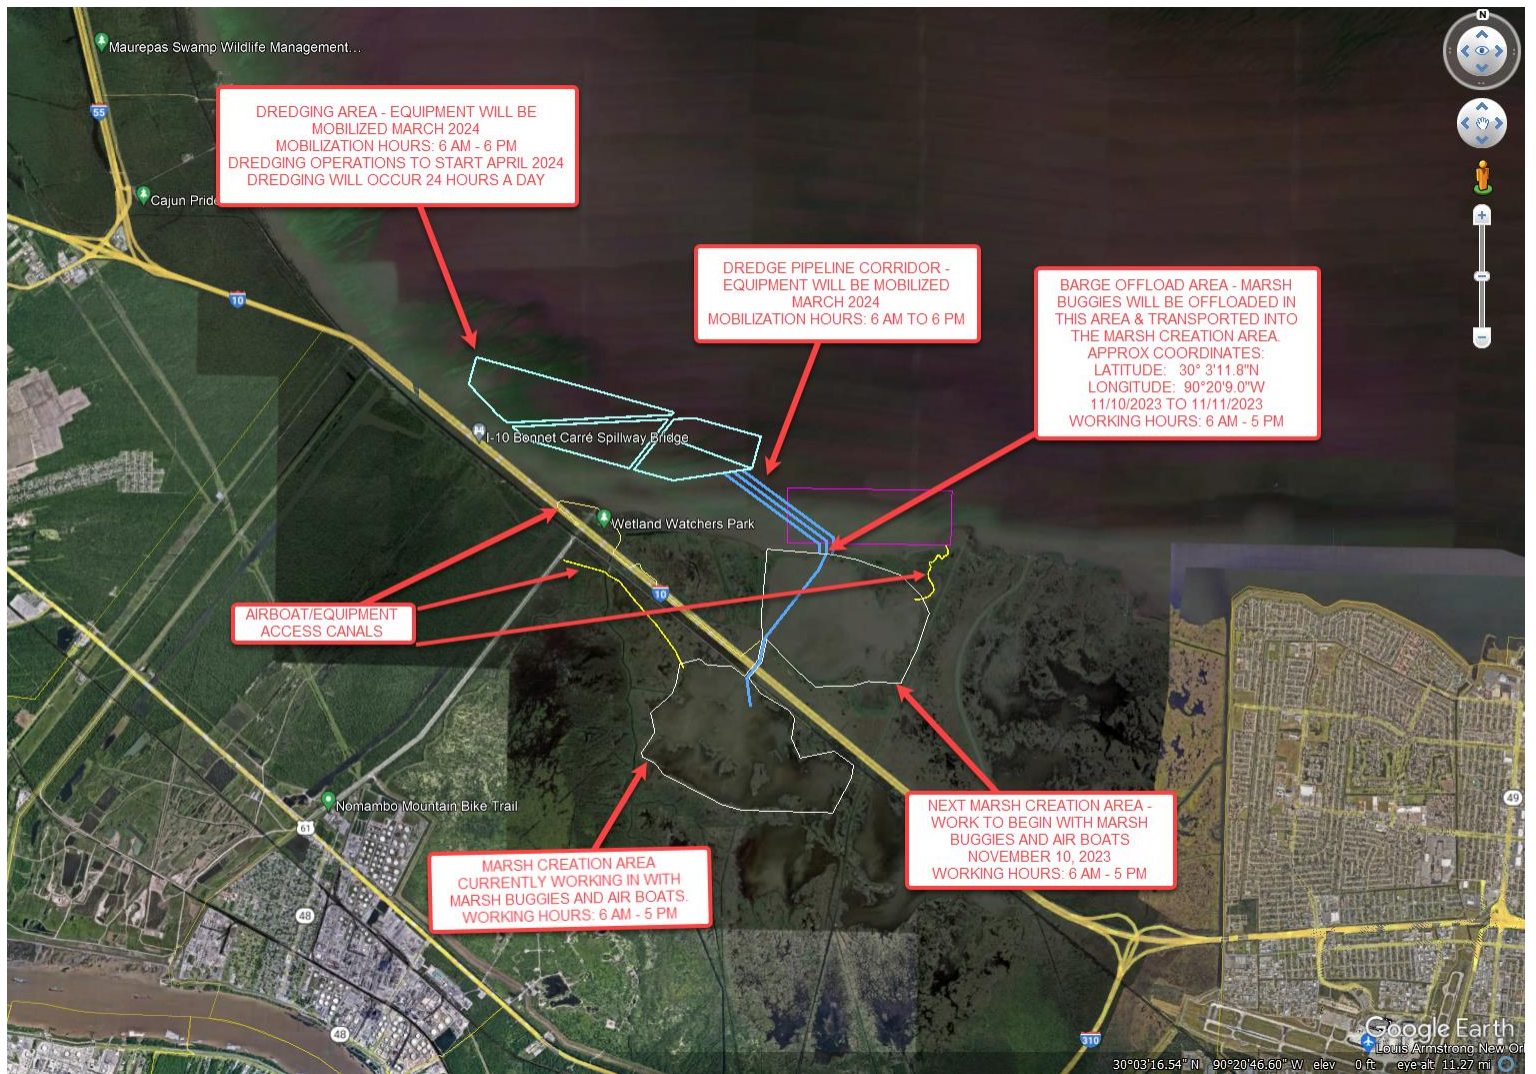 N
Maurepas Swamp Wildlife Management...
55
Cajun Pride
10
DREDGING AREA - EQUIPMENT WILL BE
MOBILIZED MARCH 2024
MOBILIZATION HOURS: 6 AM - 6 PM
DREDGING OPERATIONS TO START APRIL 2024
DREDGING WILL OCCUR 24 HOURS A DAY
DREDGE PIPELINE CORRIDOR -
EQUIPMENT WILL BE MOBILIZED
MARCH 2024
MOBILIZATION HOURS: 6 AM TO 6 PM
BARGE OFFLOAD AREA - MARSH
BUGGIES WILL BE OFFLOADED IN
THIS AREA & TRANSPORTED INTO
THE MARSH CREATION AREA.
APPROX COORDINATES:
LATITUDE: 30° 3'11.8"N
LONGITUDE: 90°20'9.0"W
11/10/2023 TO 11/11/2023
WORKING HOURS: 6 AM - 5 PM
I-10 Bonnet Carré Spillway Bridge
Wetland Watchers Park
10
AIRBOAT/EQUIPMENT
ACCESS CANALS
Nomambo Mountain Bike Trail
61
49
NEXT MARSH CREATION AREA -
WORK TO BEGIN WITH MARSH
BUGGIES AND AIR BOATS
NOVEMBER 10, 2023
WORKING HOURS: 6 AM - 5 PM
MARSH CREATION AREA
CURRENTLY WORKING IN WITH
MARSH BUGGIES AND AIR BOATS.
WORKING HOURS: 6 AM - 5 PM
48
48
310
Google Earth
Louis Armstrong New Or
30°03'16.54" N 90°20'46.60" W elev 0 ft eye alt 11.27 mi